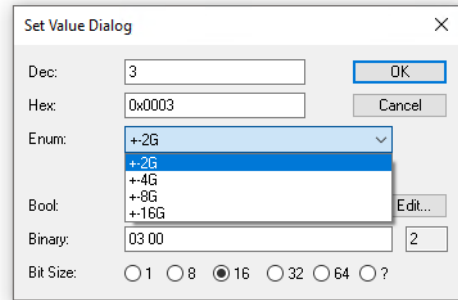 Set Value Dialog
Dec: 3 OK
Hex: 0x0003 Cancel
Enum: +-2G
+-2G
+-4G
+-8G
+-16G
Bool: Edit...
Binary: 03 00 2
Bit Size: 1 8 16 32 64 ?